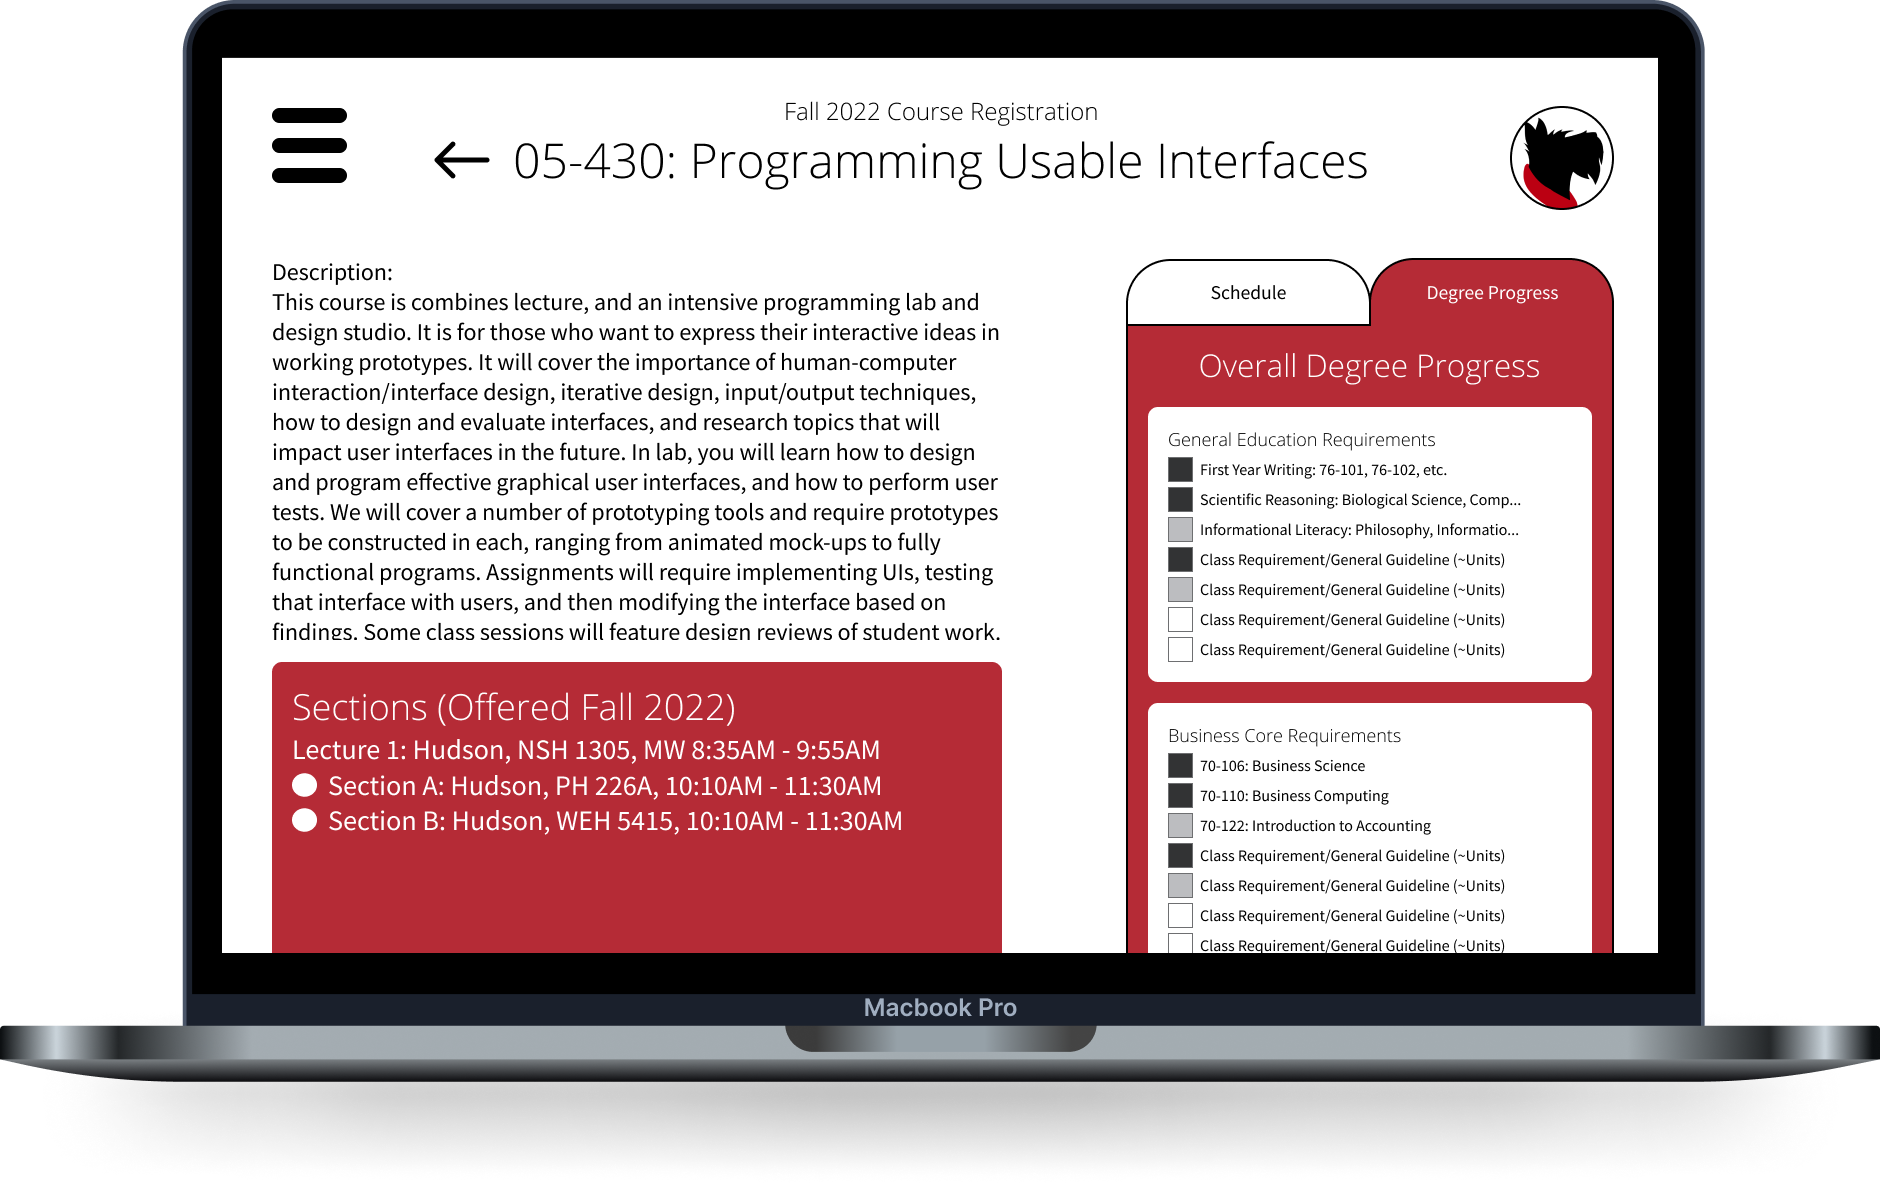 Fall 2022 Course Registration
05-430: Programming Usable Interfaces
Description:
This course is combines lecture, and an intensive programming lab and
design studio. It is for those who want to express their interactive ideas in
working prototypes. It will cover the importance of human-computer
interaction/interface design, iterative design, input/output techniques,
how to design and evaluate interfaces, and research topics that will
impact user interfaces in the future. In lab, you will learn how to design
and program effective graphical user interfaces, and how to perform user
tests. We will cover a number of prototyping tools and require prototypes
to be constructed in each, ranging from animated mock-ups to fully
functional programs. Assignments will require implementing UIs, testing
that interface with users, and then modifying the interface based on
findings. Some class sessions will feature design reviews of student work.
Sections (Offered Fall 2022)
Lecture 1: Hudson, NSH 1305, MW 8:35AM - 9:55AM
Section A: Hudson, PH 226A, 10:10AM - 11:30AM
Section B: Hudson, WEH 5415, 10:10AM - 11:30AM
Schedule
Degree Progress
Overall Degree Progress
General Education Requirements
First Year Writing: 76-101, 76-102, etc.
Scientific Reasoning: Biological Science, Comp...
Informational Literacy: Philosophy, Informatio...
Class Requirement/General Guideline (~Units)
Class Requirement/General Guideline (~Units)
Class Requirement/General Guideline (~Units)
Class Requirement/General Guideline (~Units)
Business Core Requirements
70-106: Business Science
70-110: Business Computing
70-122: Introduction to Accounting
Class Requirement/General Guideline (~Units)
Class Requirement/General Guideline (~Units)
Class Requirement/General Guideline (~Units)
Class Requirement/General Guideline (~Units)
Macbook Pro